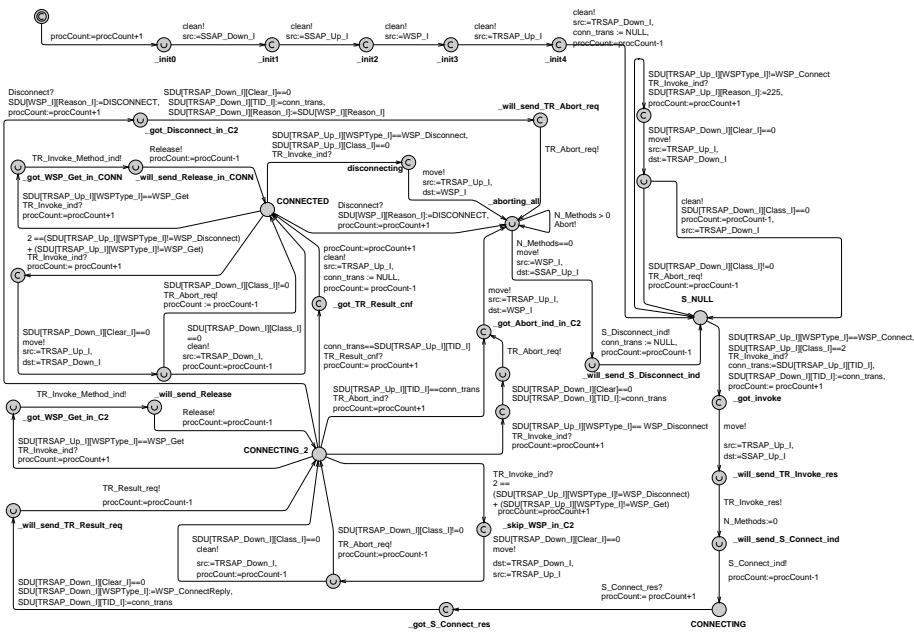 procCount:=procCount+1
clean!
src:=SSAP_Down_I
clean!
src:=SSAP_Up_I
clean!
src:=WSP_I
clean!
src:=TRSAP_Up_I
clean!
src:=TRSAP_Down_I,
conn_trans := NULL,
procCount:=procCount-1
_init0
_init1
_init2
_init3
_init4
Disconnect?
SDU[WSP_I][Reason_I]:=DISCONNECT,
procCount:=procCount+1
SDU[TRSAP_Down_I][Clear_I]==0
SDU[TRSAP_Down_I][TID_I]:=conn_trans,
SDU[TRSAP_Down_I][Reason_I]:=SDU[WSP_I][Reason_I]
_will_send_TR_Abort_req
_got_Disconnect_in_C2
SDU[TRSAP_Up_I][WSPType_I]!=WSP_Connect
TR_Invoke_ind?
SDU[TRSAP_Up_I][Reason_I]:=225,
procCount:=procCount+1
TR_Invoke_Method_ind!
Release!
procCount:=procCount-1
_got_WSP_Get_in_CONN
_will_send_Release_in_CONN
SDU[TRSAP_Up_I][WSPType_I]==WSP_Disconnect,
SDU[TRSAP_Up_I][Class_I]==0
TR_Invoke_ind?
disconnecting
TR_Abort_req!
SDU[TRSAP_Down_I][Clear_I]==0
move!
src:=TRSAP_Up_I,
dst:=TRSAP_Down_I
move!
src:=TRSAP_Up_I,
dst:=WSP_I
_aborting_all
SDU[TRSAP_Up_I][WSPType_I]==WSP_Get
TR_Invoke_ind?
procCount:=procCount+1
CONNECTED
Disconnect?
SDU[WSP_I][Reason_I]:=DISCONNECT,
procCount:=procCount+1
N_Methods > 0
Abort!
clean!
SDU[TRSAP_Down_I][Class_I]==0
procCount=procCount-1,
src:=TRSAP_Down_I
2 ==(SDU[TRSAP_Up_I][WSPType_I]!=WSP_Disconnect)
+ (SDU[TRSAP_Up_I][WSPType_I]!=WSP_Get)
TR_Invoke_ind?
procCount:= procCount+1
procCount:=procCount+1
clean!
src:=TRSAP_Up_I,
conn_trans := NULL,
procCount:=procCount-1
N_Methods==0
move!
src:=WSP_I,
dst:=SSAP_Up_I
SDU[TRSAP_Down_I][Class_I]!=0
TR_Abort_req!
procCount := procCount-1
_got_TR_Result_cnf
move!
src:=TRSAP_Up_I,
dst:=WSP_I
_got_Abort_ind_in_C2
SDU[TRSAP_Down_I][Class_I]!=0
TR_Abort_req!
procCount:=procCount-1
S_NULL
SDU[TRSAP_Down_I][Clear_I]==0
move!
src:=TRSAP_Up_I,
dst:=TRSAP_Down_I
SDU[TRSAP_Down_I][Class_I]
==0
clean!
src:=TRSAP_Down_I,
procCount:=procCount-1
conn_trans==SDU[TRSAP_Up_I][TID_I]
TR_Result_cnf?
procCount:= procCount+1
TR_Abort_req!
S_Disconnect_ind!
conn_trans := NULL,
procCount:=procCount-1
_will_send_S_Disconnect_ind
SDU[TRSAP_Up_I][WSPType_I]==WSP_Connect,
SDU[TRSAP_Up_I][Class_I]==2
TR_Invoke_ind?
conn_trans:=SDU[TRSAP_Up_I][TID_I],
SDU[TRSAP_Down_I][TID_I]:=conn_trans,
procCount:= procCount+1
_got_invoke
TR_Invoke_Method_ind!
_will_send_Release
_got_WSP_Get_in_C2
Release!
procCount:=procCount-1
SDU[TRSAP_Up_I][TID_I]==conn_trans
TR_Abort_ind?
procCount:=procCount+1
SDU[TRSAP_Down_I][Clear]==0
SDU[TRSAP_Down_I][TID_I]:=conn_trans
SDU[TRSAP_Up_I][WSPType_I]==WSP_Get
TR_Invoke_ind?
procCount:=procCount+1
CONNECTING_2
SDU[TRSAP_Up_I][WSPType_I]== WSP_Disconnect
TR_Invoke_ind?
procCount:=procCount+1
move!
src:=TRSAP_Up_I,
dst:=SSAP_Up_I
_will_send_TR_Invoke_res
TR_Result_req!
procCount:=procCount-1
_will_send_TR_Result_req
TR_Invoke_ind?
2 ==
(SDU[TRSAP_Up_I][WSPType_I]!=WSP_Disconnect)
+ (SDU[TRSAP_Up_I][WSPType_I]!=WSP_Get)
procCount:=procCount+1
_skip_WSP_in_C2
TR_Invoke_res!
N_Methods:=0
_will_send_S_Connect_ind
SDU[TRSAP_Down_I][Class_I]==0
clean!
src:=TRSAP_Down_I,
procCount:=procCount-1
SDU[TRSAP_Down_I][Class_I]!=0
TR_Abort_req!
procCount:=procCount-1
SDU[TRSAP_Down_I][Clear_I]==0
move!
dst:=TRSAP_Down_I,
src:=TRSAP_Up_I
S_Connect_ind!
procCount:=procCount-1
SDU[TRSAP_Down_I][Clear_I]==0
SDU[TRSAP_Down_I][WSPType_I]:=WSP_ConnectReply,
SDU[TRSAP_Down_I][TID_I]:=conn_trans
S_Connect_res?
procCount:= procCount+1
_got_S_Connect_res
CONNECTING